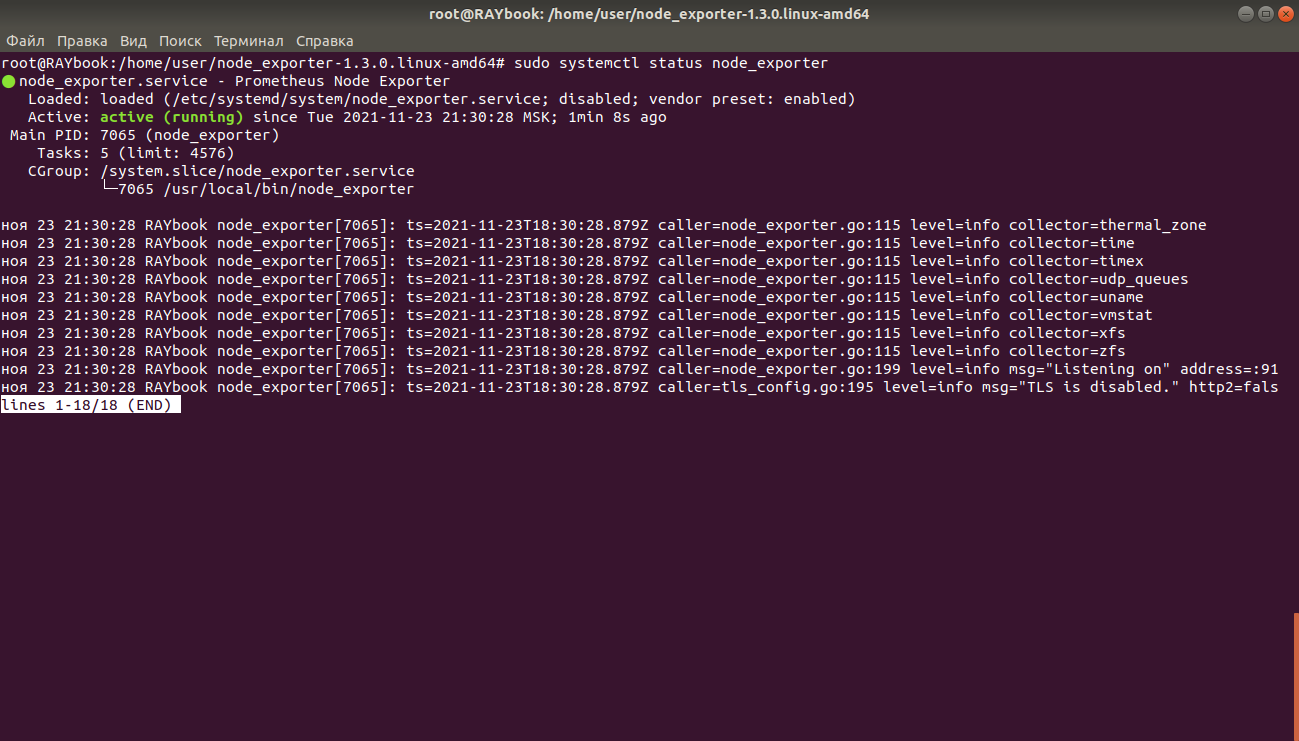 root@RAYbook: /home/user/node_exporter-1.3.0.linux-amd64
Файл Правка Вид Поиск Терминал Справка
root@RAYbook:/home/user/node_exporter-1.3.0.linux-amd64# sudo systemctl status node_exporter
● node_exporter.service - Prometheus Node Exporter
   Loaded: loaded (/etc/systemd/system/node_exporter.service; disabled; vendor preset: enabled)
   Active: active (running) since Tue 2021-11-23 21:30:28 MSK; 1min 8s ago
 Main PID: 7065 (node_exporter)
    Tasks: 5 (limit: 4576)
   CGroup: /system.slice/node_exporter.service
           └─7065 /usr/local/bin/node_exporter
ноя 23 21:30:28 RAYbook node_exporter[7065]: ts=2021-11-23T18:30:28.879Z caller=node_exporter.go:115 level=info collector=thermal_zone
ноя 23 21:30:28 RAYbook node_exporter[7065]: ts=2021-11-23T18:30:28.879Z caller=node_exporter.go:115 level=info collector=time
ноя 23 21:30:28 RAYbook node_exporter[7065]: ts=2021-11-23T18:30:28.879Z caller=node_exporter.go:115 level=info collector=timex
ноя 23 21:30:28 RAYbook node_exporter[7065]: ts=2021-11-23T18:30:28.879Z caller=node_exporter.go:115 level=info collector=udp_queues
ноя 23 21:30:28 RAYbook node_exporter[7065]: ts=2021-11-23T18:30:28.879Z caller=node_exporter.go:115 level=info collector=uname
ноя 23 21:30:28 RAYbook node_exporter[7065]: ts=2021-11-23T18:30:28.879Z caller=node_exporter.go:115 level=info collector=vmstat
ноя 23 21:30:28 RAYbook node_exporter[7065]: ts=2021-11-23T18:30:28.879Z caller=node_exporter.go:115 level=info collector=xfs
ноя 23 21:30:28 RAYbook node_exporter[7065]: ts=2021-11-23T18:30:28.879Z caller=node_exporter.go:115 level=info collector=zfs
ноя 23 21:30:28 RAYbook node_exporter[7065]: ts=2021-11-23T18:30:28.879Z caller=node_exporter.go:199 level=info msg="Listening on" address=:91
ноя 23 21:30:28 RAYbook node_exporter[7065]: ts=2021-11-23T18:30:28.879Z caller=tls_config.go:195 level=info msg="TLS is disabled." http2=fals
lines 1-18/18 (END)